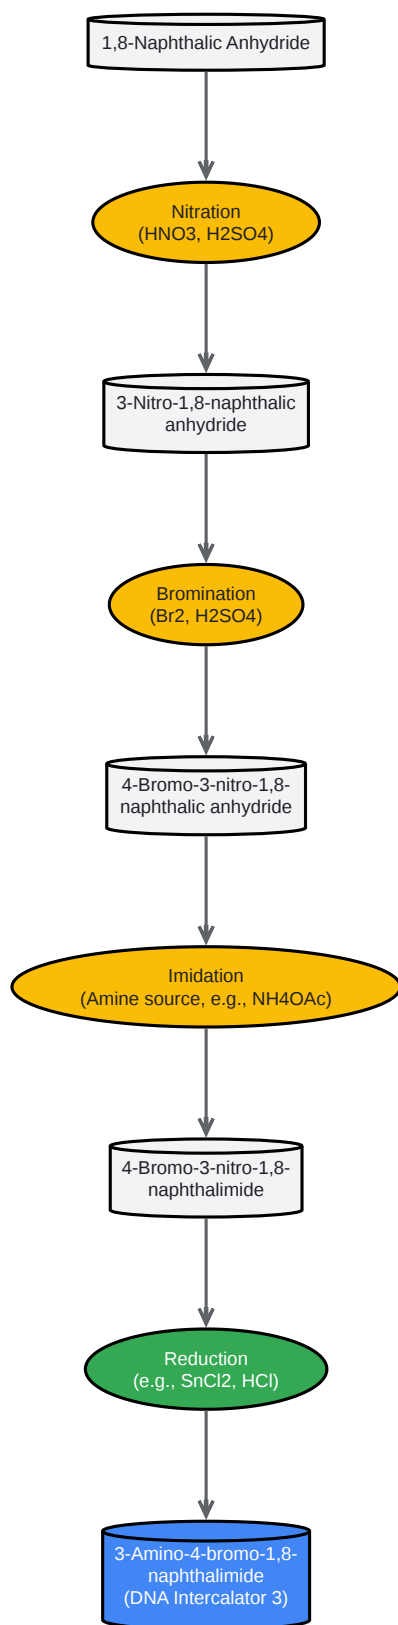 1,8-Naphthalic Anhydride
Nitration
(HNO3, H2SO4)
3-Nitro-1,8-naphthalic
anhydride
Bromination
(Br2, H2SO4)
4-Bromo-3-nitro-1,8-
naphthalic anhydride
Imidation
(Amine source, e.g., NH4OAc)
4-Bromo-3-nitro-1,8-
naphthalimide
Reduction
(e.g., SnCl2, HCl)
3-Amino-4-bromo-1,8-
naphthalimide
(DNA Intercalator 3)